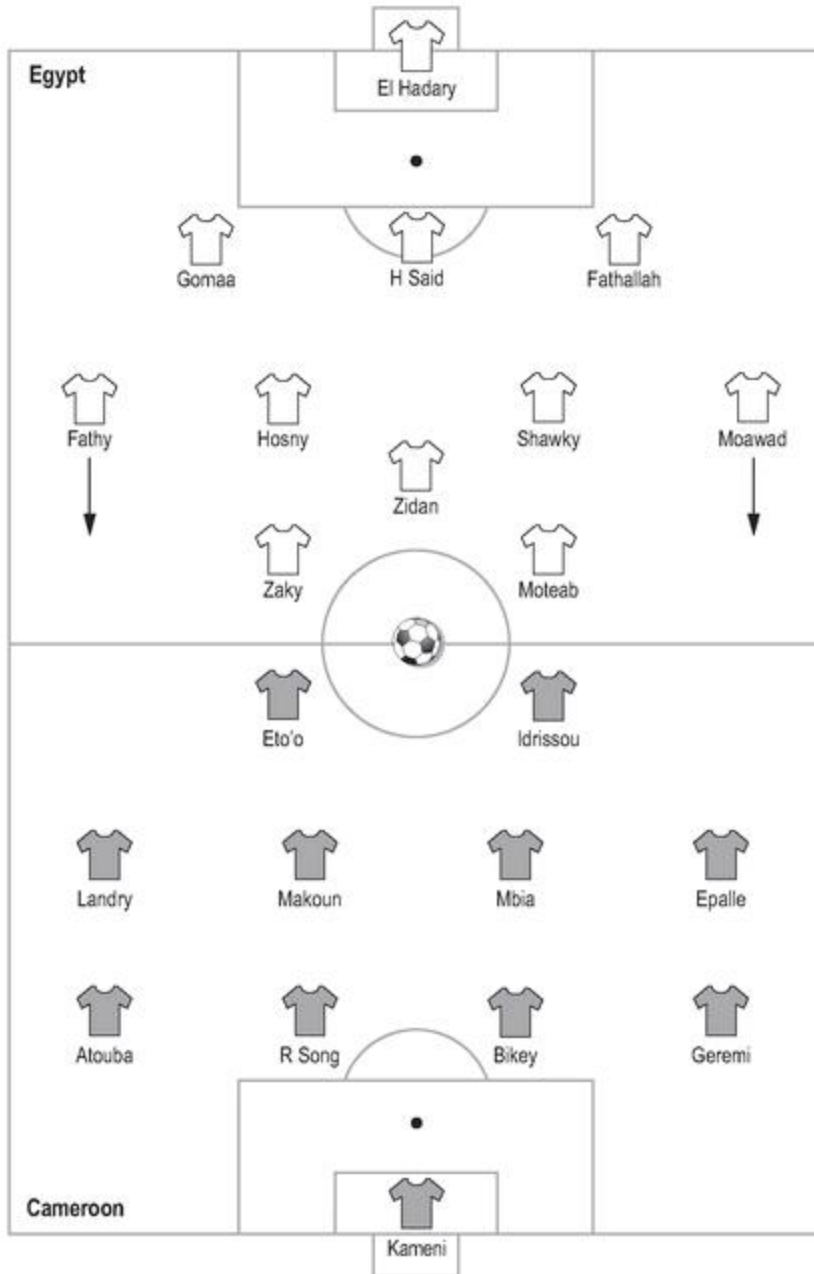 Egypt
El Hadary
Gomaa H Said Fathallah
Fathy Hosny Shawky Moawad
Zidan
Zaky Moteab
Eto'o Idrissou
Landry Makoun Mbia Epalle
Atouba R Song Bikey Geremi
Cameroon
Kameni